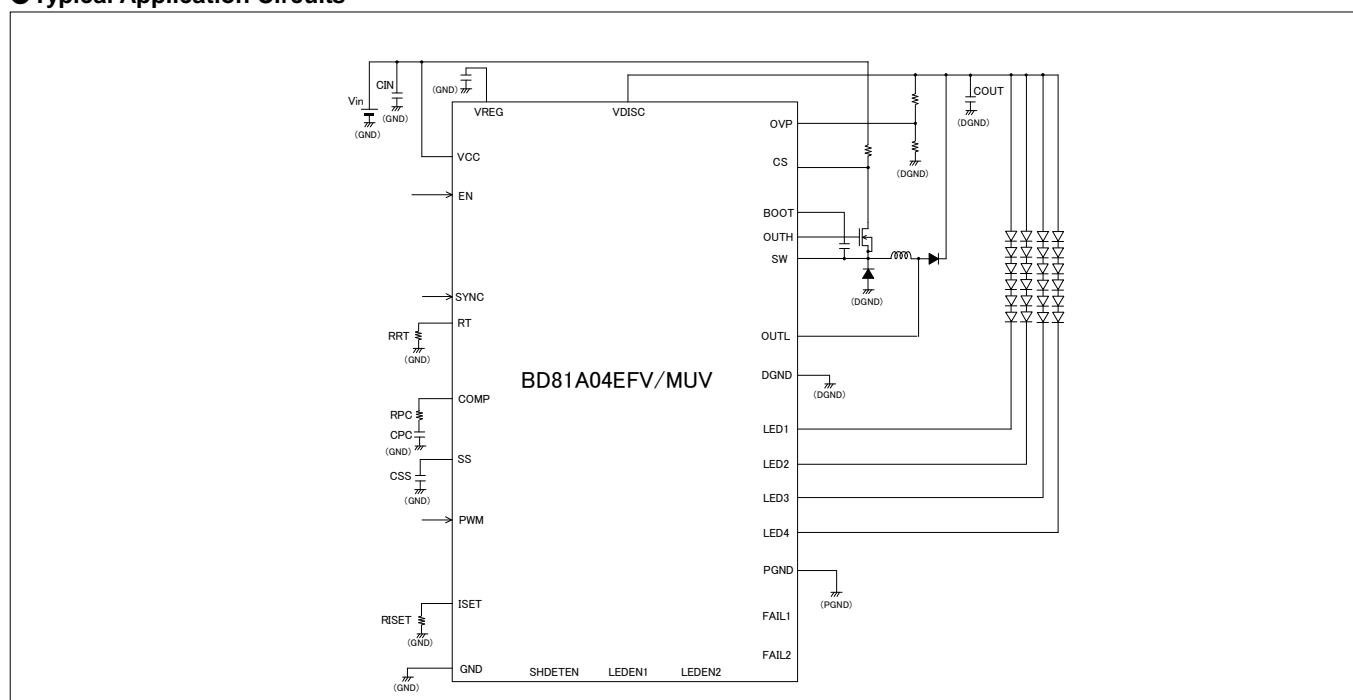 ●Typical Application Circuits
CIN
(GND)
Vin
(GND)
(GND)
VREG
VDISC
COUT
(DGND)
OVP
(DGND)
CS
VCC
EN
BOOT
OUTH
SW
(DGND)
SYNC
RT
RRT
(GND)
OUTL
BD81A04EFV/MUV
DGND
(DGND)
COMP
RPC
CPC
(GND)
LED1
SS
CSS
(GND)
LED2
LED3
PWM
LED4
PGND
(PGND)
ISET
RISET
(GND)
FAIL1
FAIL2
GND
(GND)
SHDETEN
LEDEN1
LEDEN2